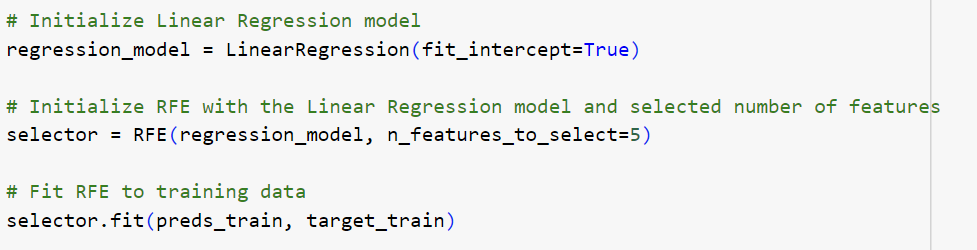 # Initialize Linear Regression model
regression_model = LinearRegression(fit_intercept=True)
# Initialize RFE with the Linear Regression model and selected number of features
selector = RFE(regression_model, n_features_to_select=5)
# Fit RFE to training data
selector.fit(preds_train, target_train)